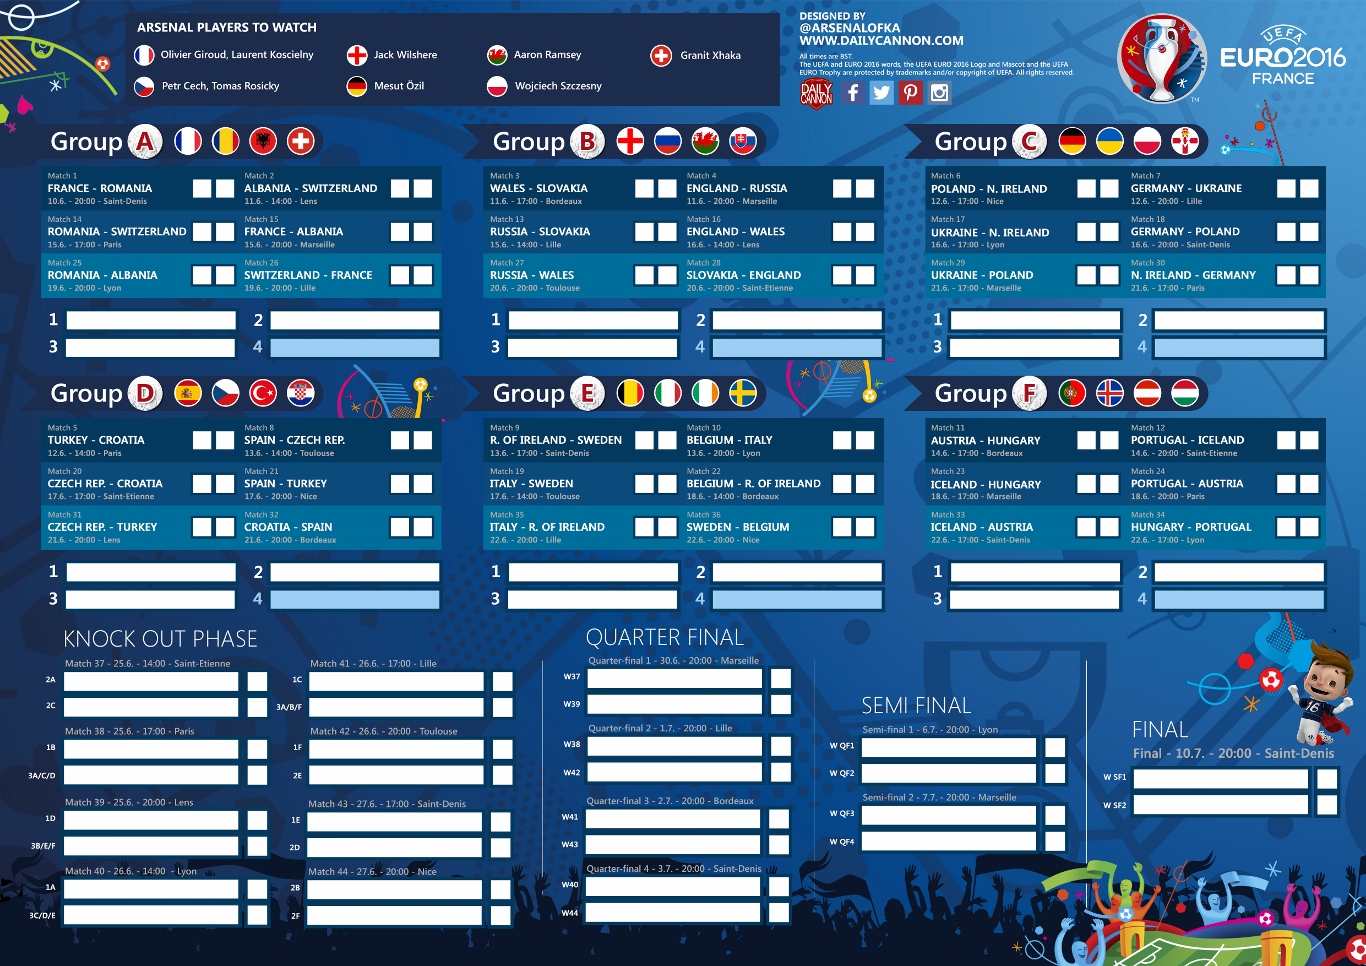 ARSENAL PLAYERS TO WATCH
Olivier Giroud, Laurent Koscielny
Jack Wilshere
Aaron Ramsey
Granit Xhaka
Petr Cech, Tomas Rosicky
Mesut Özil
Wojciech Szczesny
DESIGNED BY
@ARSENALOFKA
WWW.DAILYCANNON.COM
All times are BST.
The UEFA and EURO 2016 words, the UEFA EURO 2016 Logo and Mascot and the UEFA
EURO Trophy are protected by trademarks and/or copyright of UEFA. All rights reserved.
DAILY
CANNON
TM
UEFA
EURO2016
FRANCE
Group A
Match 1
FRANCE - ROMANIA
10.6. - 20:00 - Saint-Denis
Match 2
ALBANIA - SWITZERLAND
11.6. - 14:00 - Lens
Match 14
ROMANIA - SWITZERLAND
15.6. - 17:00 - Paris
Match 15
FRANCE - ALBANIA
15.6. - 20:00 - Marseille
Match 25
ROMANIA - ALBANIA
19.6. - 20:00 - Lyon
Match 26
SWITZERLAND - FRANCE
19.6. - 20:00 - Lille
1
2
3
4
Group B
Match 3
WALES - SLOVAKIA
11.6. - 17:00 - Bordeaux
Match 4
ENGLAND - RUSSIA
11.6. - 20:00 - Marseille
Match 13
RUSSIA - SLOVAKIA
15.6. - 14:00 - Lille
Match 16
ENGLAND - WALES
16.6. - 14:00 - Lens
Match 27
RUSSIA - WALES
20.6. - 20:00 - Toulouse
Match 28
SLOVAKIA - ENGLAND
20.6. - 20:00 - Saint-Etienne
1
2
3
4
Group C
Match 6
POLAND - N. IRELAND
12.6. - 17:00 - Nice
Match 7
GERMANY - UKRAINE
12.6. - 20:00 - Lille
Match 17
UKRAINE - N. IRELAND
16.6. - 17:00 - Lyon
Match 18
GERMANY - POLAND
16.6. - 20:00 - Saint-Denis
Match 29
UKRAINE - POLAND
21.6. - 17:00 - Marseille
Match 30
N. IRELAND - GERMANY
21.6. - 17:00 - Paris
1
2
3
4
Group D
Match 5
TURKEY - CROATIA
12.6. - 14:00 - Paris
Match 8
SPAIN - CZECH REP.
13.6. - 14:00 - Toulouse
Match 20
CZECH REP. - CROATIA
17.6. - 17:00 - Saint-Etienne
Match 21
SPAIN - TURKEY
17.6. - 20:00 - Nice
Match 31
CZECH REP. - TURKEY
21.6. - 20:00 - Lens
Match 32
CROATIA - SPAIN
21.6. - 20:00 - Bordeaux
1
2
3
4
Group E
Match 9
R. OF IRELAND - SWEDEN
13.6. - 17:00 - Saint-Denis
Match 10
BELGIUM - ITALY
13.6. - 20:00 - Lyon
Match 19
ITALY - SWEDEN
17.6. - 14:00 - Toulouse
Match 22
BELGIUM - R. OF IRELAND
18.6. - 14:00 - Bordeaux
Match 35
ITALY - R. OF IRELAND
22.6. - 20:00 - Lille
Match 36
SWEDEN - BELGIUM
22.6. - 20:00 - Nice
1
2
3
4
Group F
Match 11
AUSTRIA - HUNGARY
14.6. - 17:00 - Bordeaux
Match 12
PORTUGAL - ICELAND
14.6. - 20:00 - Saint-Etienne
Match 23
ICELAND - HUNGARY
18.6. - 17:00 - Marseille
Match 24
PORTUGAL - AUSTRIA
18.6. - 20:00 - Paris
Match 33
ICELAND - AUSTRIA
22.6. - 17:00 - Saint-Denis
Match 34
HUNGARY - PORTUGAL
22.6. - 17:00 - Lyon
1
2
3
4
KNOCK OUT PHASE
Match 37 - 25.6. - 14:00 - Saint-Etienne
2A
2C
Match 38 - 25.6. - 17:00 - Paris
1B
3A/C/D
Match 39 - 25.6. - 20:00 - Lens
1D
3B/E/F
Match 40 - 26.6. - 14:00 - Lyon
1A
3C/D/E
Match 41 - 26.6. - 17:00 - Lille
1C
3A/B/F
Match 42 - 26.6. - 20:00 - Toulouse
1F
2E
Match 43 - 27.6. - 17:00 - Saint-Denis
1E
2D
Match 44 - 27.6. - 20:00 - Nice
2B
2F
QUARTER FINAL
Quarter-final 1 - 30.6. - 20:00 - Marseille
W37
W39
Quarter-final 2 - 1.7. - 20:00 - Lille
W38
W42
Quarter-final 3 - 2.7. - 20:00 - Bordeaux
W41
W43
Quarter-final 4 - 3.7. - 20:00 - Saint-Denis
W40
W44
SEMI FINAL
Semi-final 1 - 6.7. - 20:00 - Lyon
W QF1
W QF2
Semi-final 2 - 7.7. - 20:00 - Marseille
W QF3
W QF4
FINAL
Final - 10.7. - 20:00 - Saint-Denis
W SF1
W SF2
16